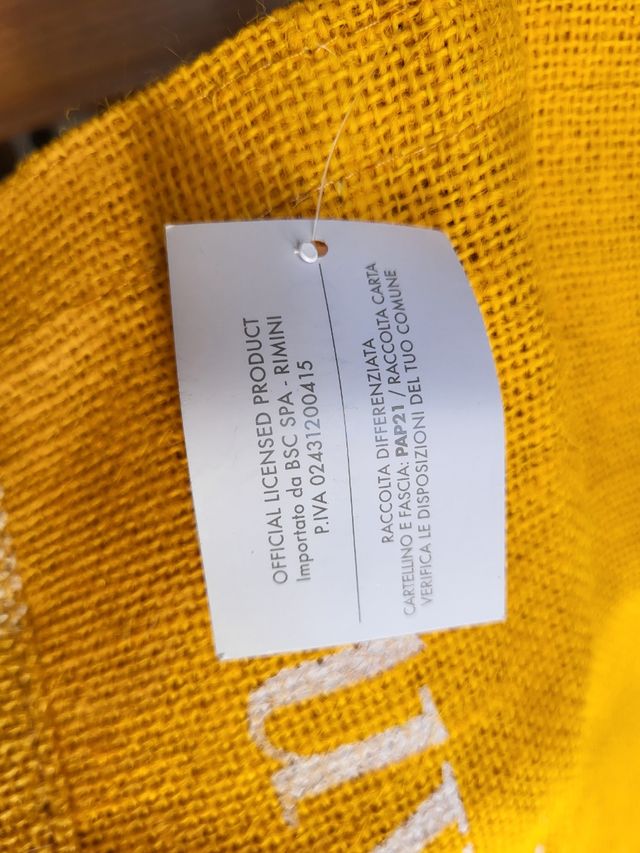 OFFICIAL LICENSED PRODUCT
Importato da BSC SPA - RIMINI
P.IVA 02431200415
RACCOLTA DIFFERENZIATA
CARTELLINO E FASCIA: PAP21 / RACCOLTA CARTA
VERIFICA LE DISPOSIZIONI DEL TUO COMUNE